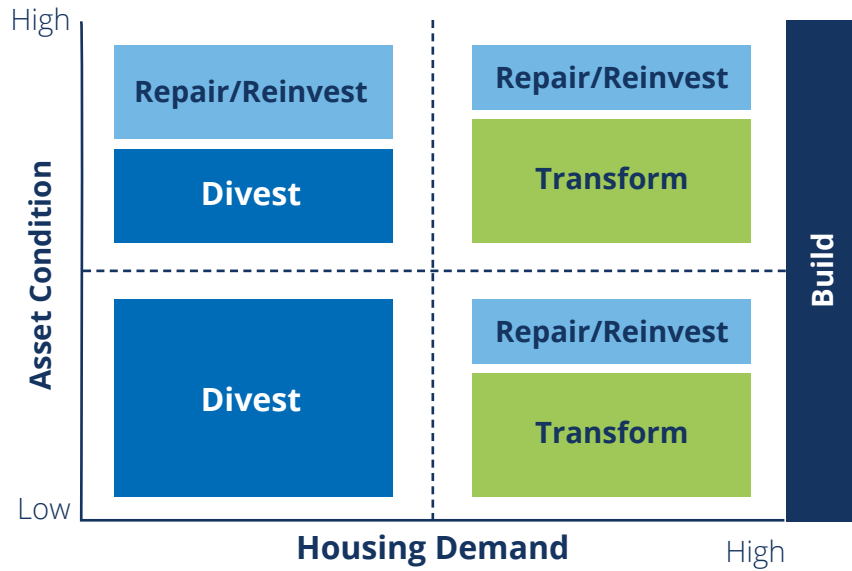 High
Repair/Reinvest
Repair/Reinvest
Divest
Transform
Asset Condition
Build
Repair/Reinvest
Divest
Transform
Low
Housing Demand
High